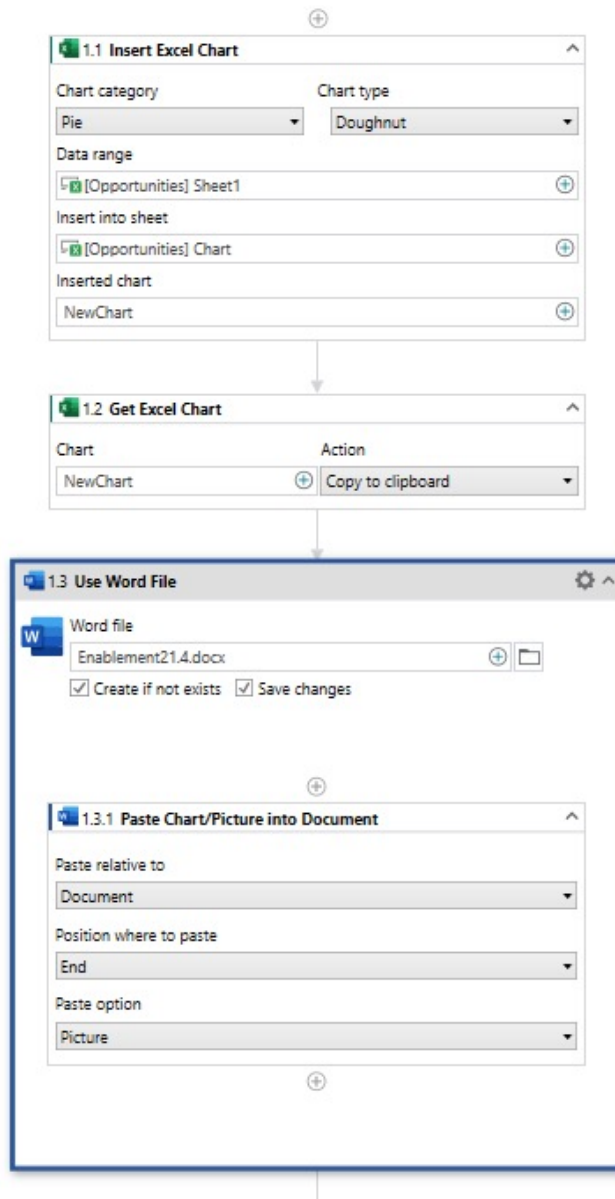 1.1 Insert Excel Chart
Chart category Chart type
Pie Doughnut
Data range
[Opportunities] Sheet1
Insert into sheet
[Opportunities] Chart
Inserted chart
NewChart
1.2 Get Excel Chart
Chart Action
NewChart Copy to clipboard
1.3 Use Word File
W Word file
Enablement21.4.docx
Create if not exists Save changes
1.3.1 Paste Chart/Picture into Document
Paste relative to
Document
Position where to paste
End
Paste option
Picture